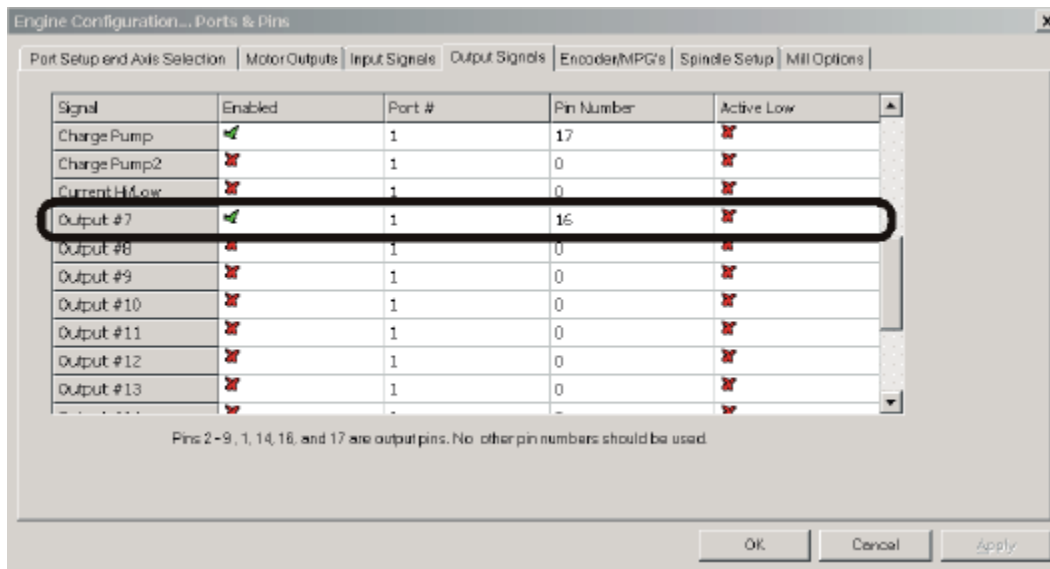 Engine Configuration... Ports & Pins
Port Setup and Axis Selection Motor Outputs Input Signals Output Signals Encoder/MPG's Spindle Setup Mill Options
Signal Enabled Port # Pin Number Active Low
Charge Pump 1 17
Charge Pump2 1 0
Current Hi/Low 1 0
Output #7 1 16
Output #8 1 0
Output #9 1 0
Output #10 1 0
Output #11 1 0
Output #12 1 0
Output #13 1 0
Pins 2 - 9 , 1, 14, 16, and 17 are output pins. No other pin numbers should be used.
OK Cancel Apply